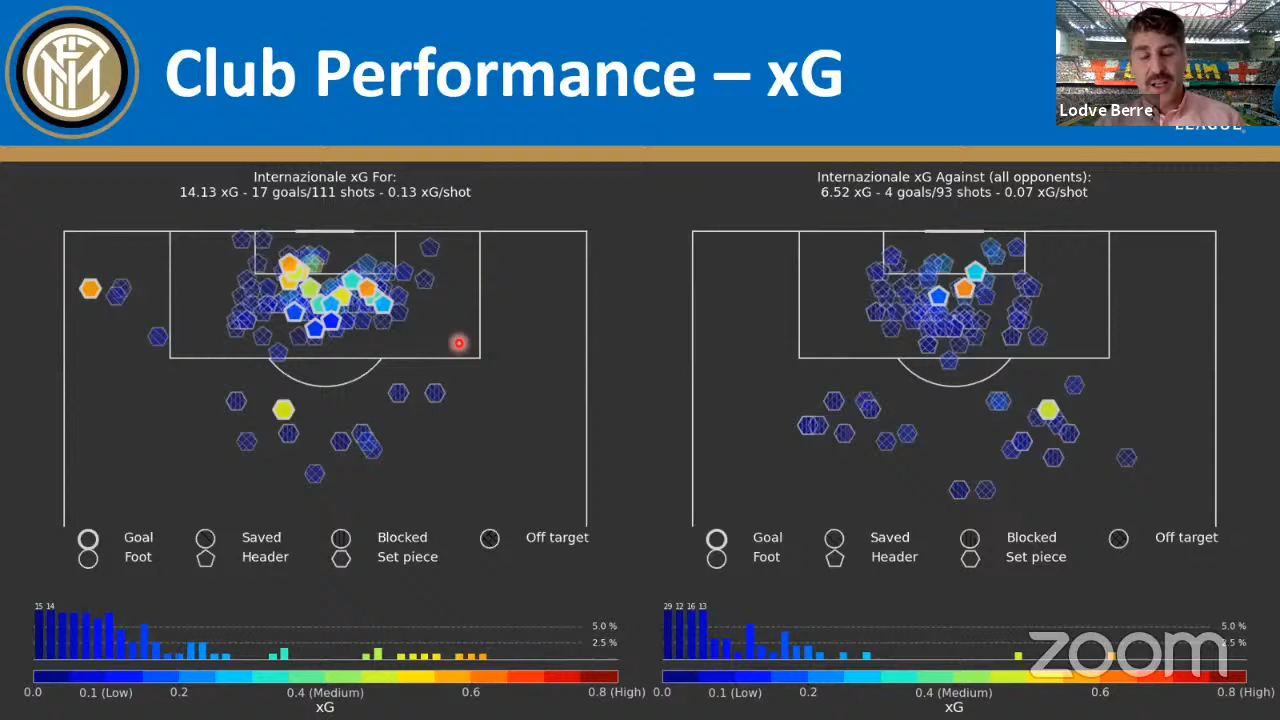 Club Performance – xG
Lodve Berre
LEAGUE
Internazionale xG For:
14.13 xG - 17 goals/111 shots - 0.13 xG/shot
Internazionale xG Against (all opponents):
6.52 xG - 4 goals/93 shots - 0.07 xG/shot
Goal Saved Blocked Off target
Foot Header Set piece
Goal Saved Blocked Off target
Foot Header Set piece
15 14
5.0 %
2.5 %
0.0 0.1 (Low) 0.2 0.4 (Medium) 0.6 0.8 (High)
xG
29 12 16 13
5.0 %
2.5 %
0.0 0.1 (Low) 0.2 0.4 (Medium) 0.6 0.8 (High)
xG
zoom